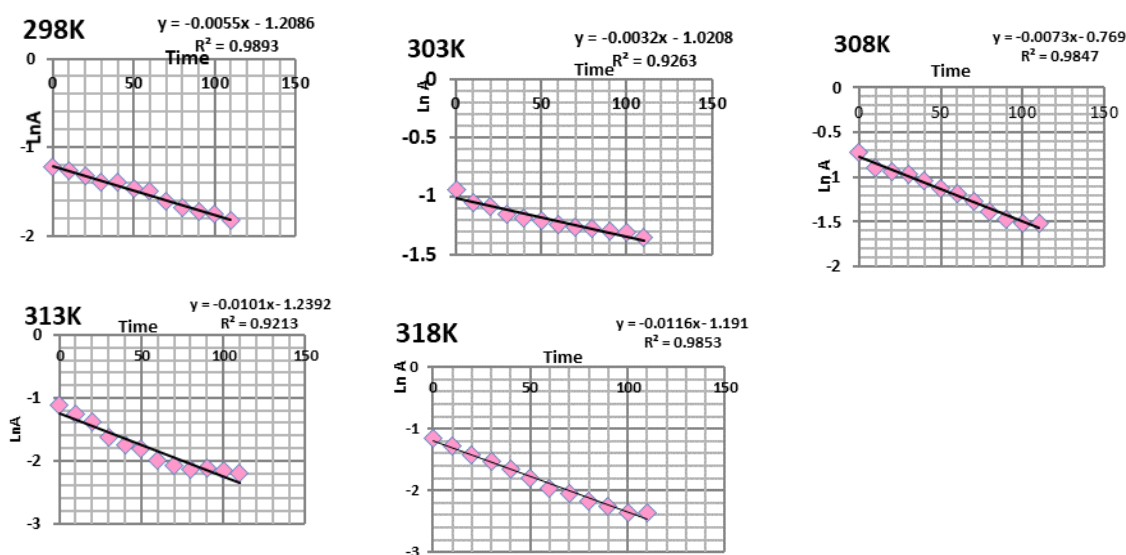 298K
y = -0.0055x - 1.2086
R² = 0.9893
Time
0
0 50 100 150
LnA
-1
-2
303K
y = -0.0032x - 1.0208
R² = 0.9263
Time
0
0 50 100 150
Ln A
-0.5
-1
-1.5
308K
y = -0.0073x - 0.769
R² = 0.9847
Time
0
0 50 100 150
Ln A
-0.5
-1
-1.5
-2
313K
y = -0.0101x - 1.2392
R² = 0.9213
Time
0
0 50 100 150
LnA
-1
-2
-3
318K
y = -0.0116x - 1.191
R² = 0.9853
Time
0
0 50 100 150
Ln A
-1
-2
-3